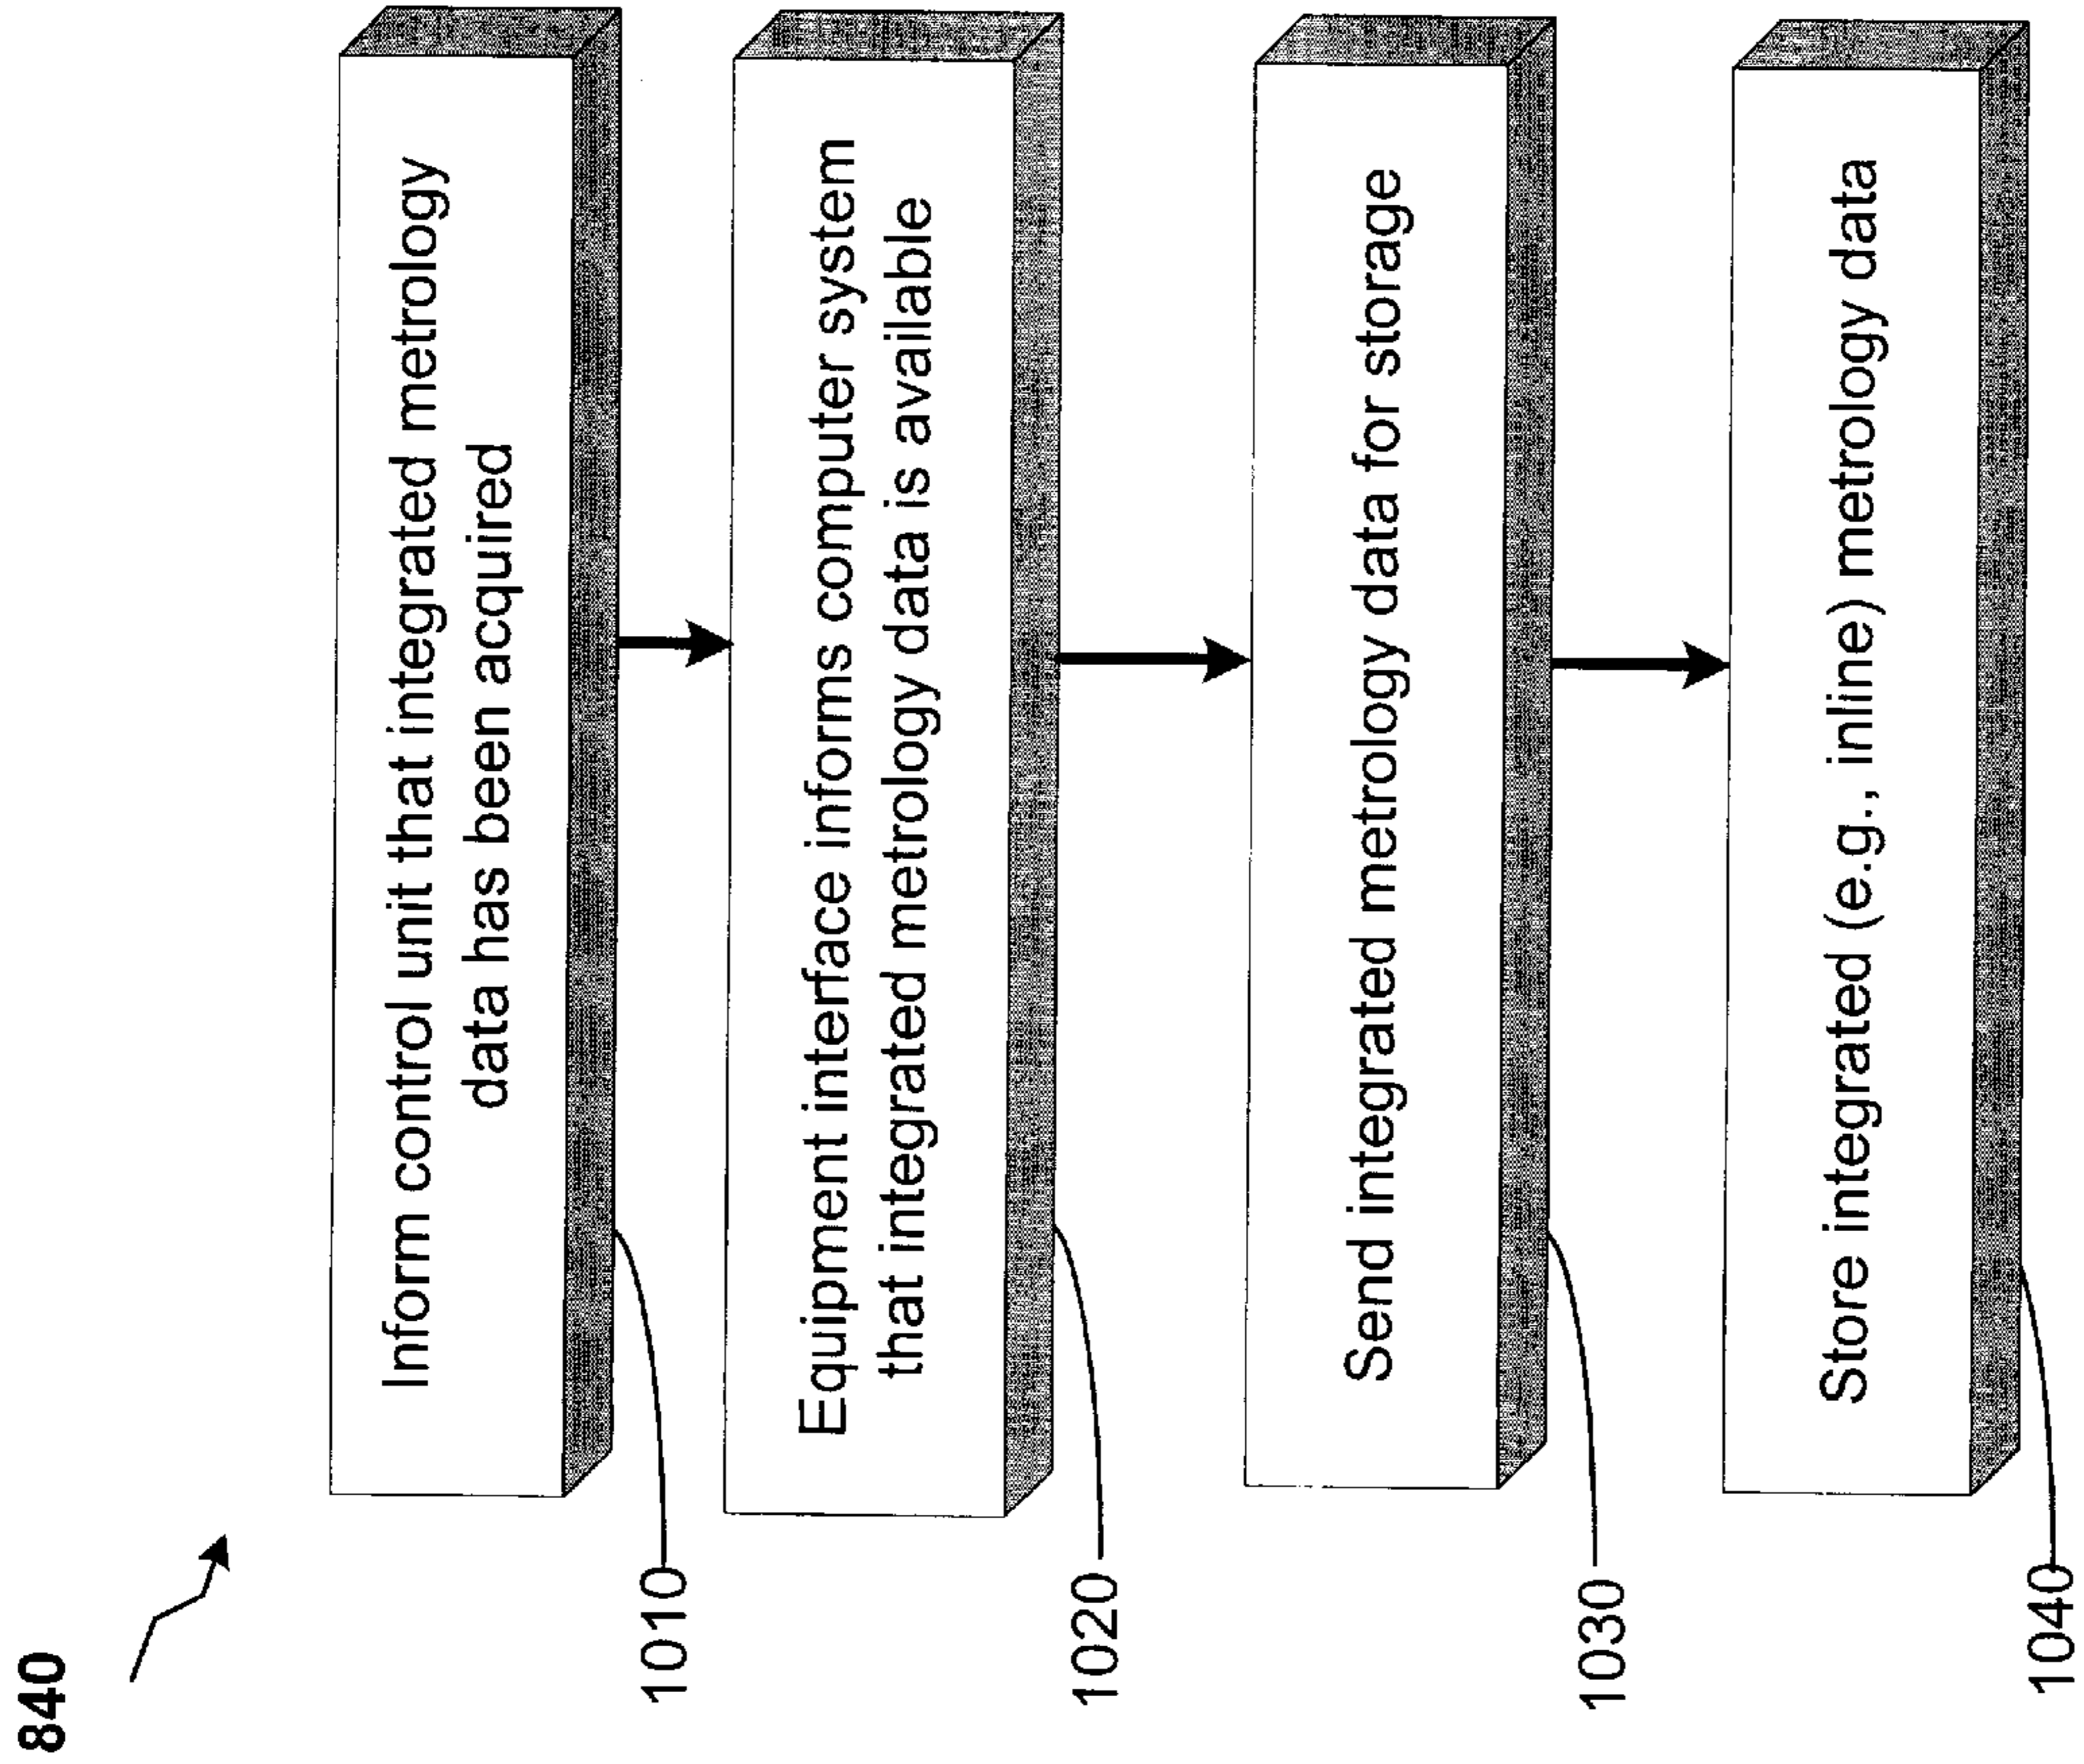 840
Inform control unit that integrated metrology
data has been acquired
1010
Equipment interface informs computer system
that integrated metrology data is available
1020
Send integrated metrology data for storage
1030
Store integrated (e.g., inline) metrology data
1040